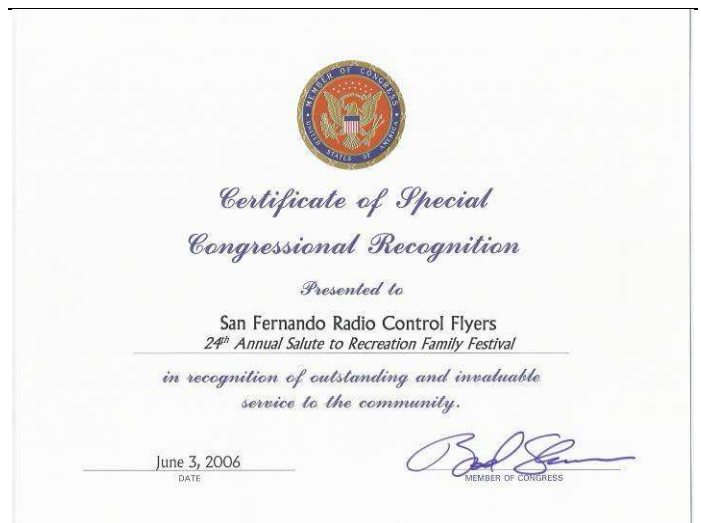 MEMBER OF CONGRESS
UNITED STATES OF AMERICA
Certificate of Special
Congressional Recognition
Presented to
San Fernando Radio Control Flyers
24th Annual Salute to Recreation Family Festival
in recognition of outstanding and invaluable
service to the community.
June 3, 2006
DATE
MEMBER OF CONGRESS